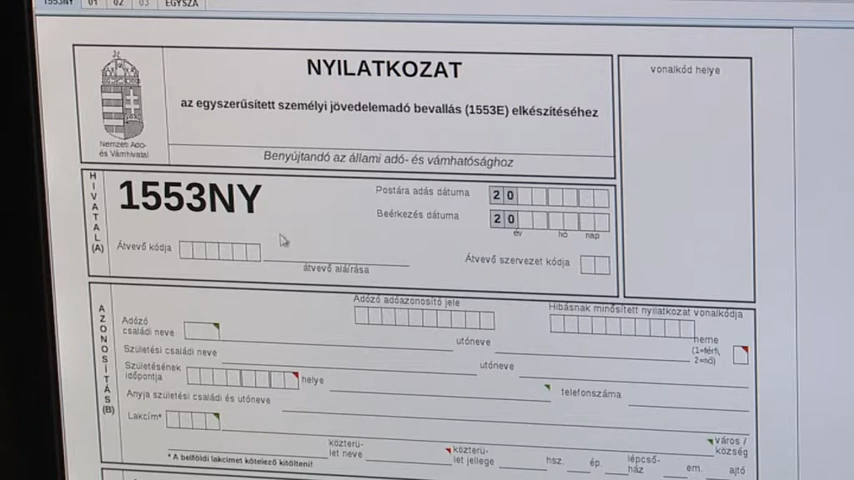 1553NY 01 02 03 EGYSZA
NYILATKOZAT
az egyszerűsített személyi jövedelemadó bevallás (1553E) elkészítéséhez
Benyújtandó az állami adó- és vámhatósághoz
Nemzeti Adó-
és Vámhivatal
vonalkód helye
HIVATAL (A)
1553NY
Postára adás dátuma 20
Beérkezés dátuma 20
év hó nap
Átvevő kódja
átvevő aláírása
Átvevő szervezet kódja
AZONOSÍTÁS (B)
Adózó adóazonosító jele
Hibásnak minősített nyilatkozat vonalkódja
Adózó
családi neve
utóneve
neme
(1=férfi,
2=nő)
Születési családi neve
utóneve
Születésének
időpontja
helye
telefonszáma
Anyja születési családi és utóneve
Lakcím*
város /
község
közterü-
let neve
közterü-
let jellege
hsz.
ép.
lépcső-
ház
em.
ajtó
* A belföldi lakcímet kötelező kitölteni!